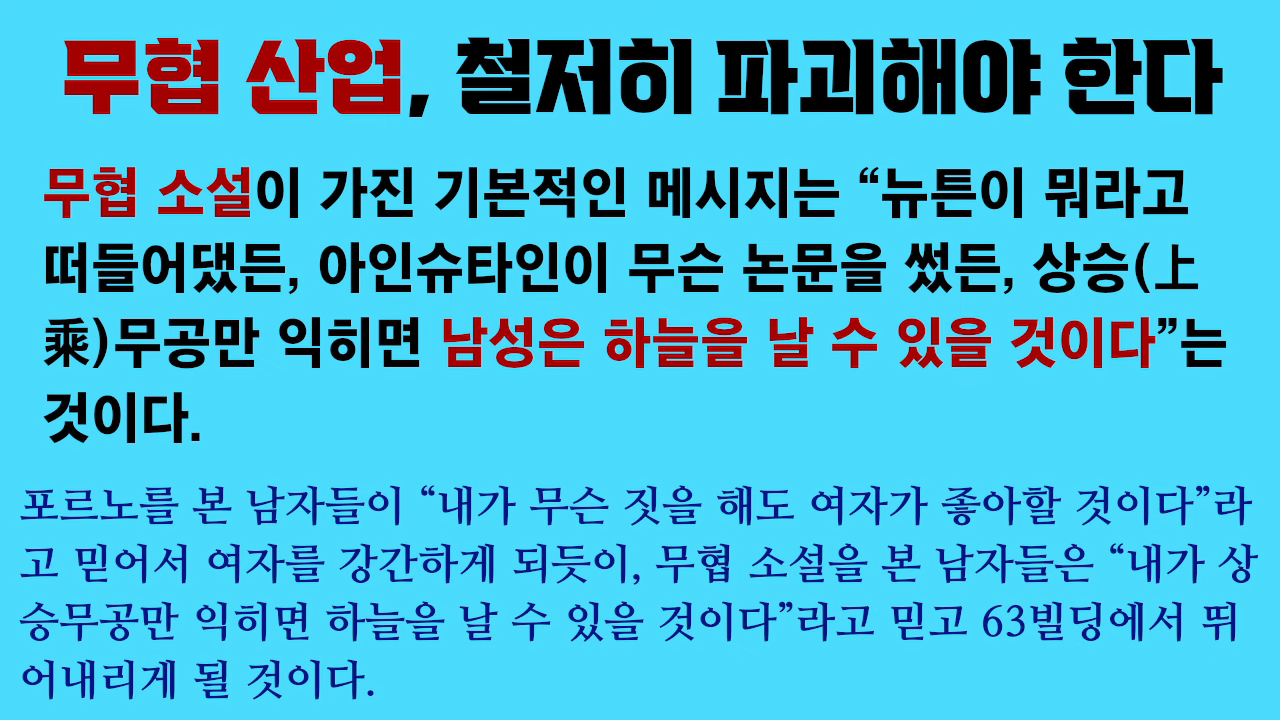 무협 산업, 철저히 파괴해야 한다
무협 소설이 가진 기본적인 메시지는 “뉴튼이 뭐라고
떠들어댔든, 아인슈타인이 무슨 논문을 썼든, 상승(上
乘)무공만 익히면 남성은 하늘을 날 수 있을 것이다”는
것이다.
포르노를 본 남자들이 “내가 무슨 짓을 해도 여자가 좋아할 것이다”라
고 믿어서 여자를 강간하게 되듯이, 무협 소설을 본 남자들은 “내가 상
승무공만 익히면 하늘을 날 수 있을 것이다”라고 믿고 63빌딩에서 뛰
어내리게 될 것이다.